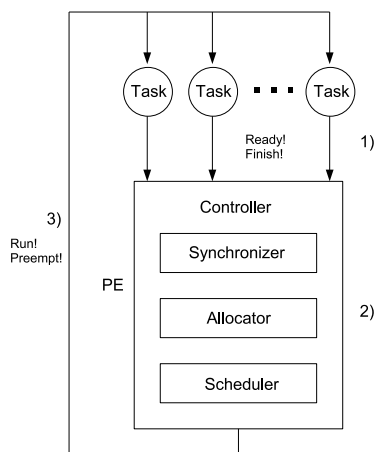 Task Task Task
Ready!
Finish!
1)
Controller
3)
Run!
Preempt!
Synchronizer
PE
Allocator
2)
Scheduler